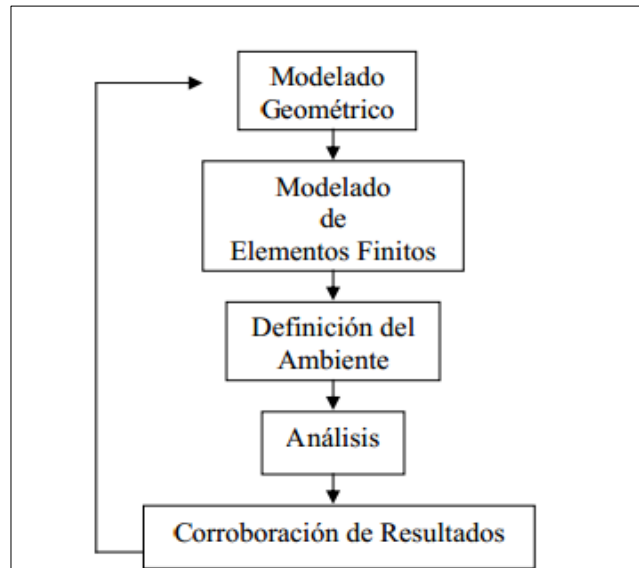 Modelado
Geométrico
Modelado
de
Elementos Finitos
Definición del
Ambiente
Análisis
Corroboración de Resultados